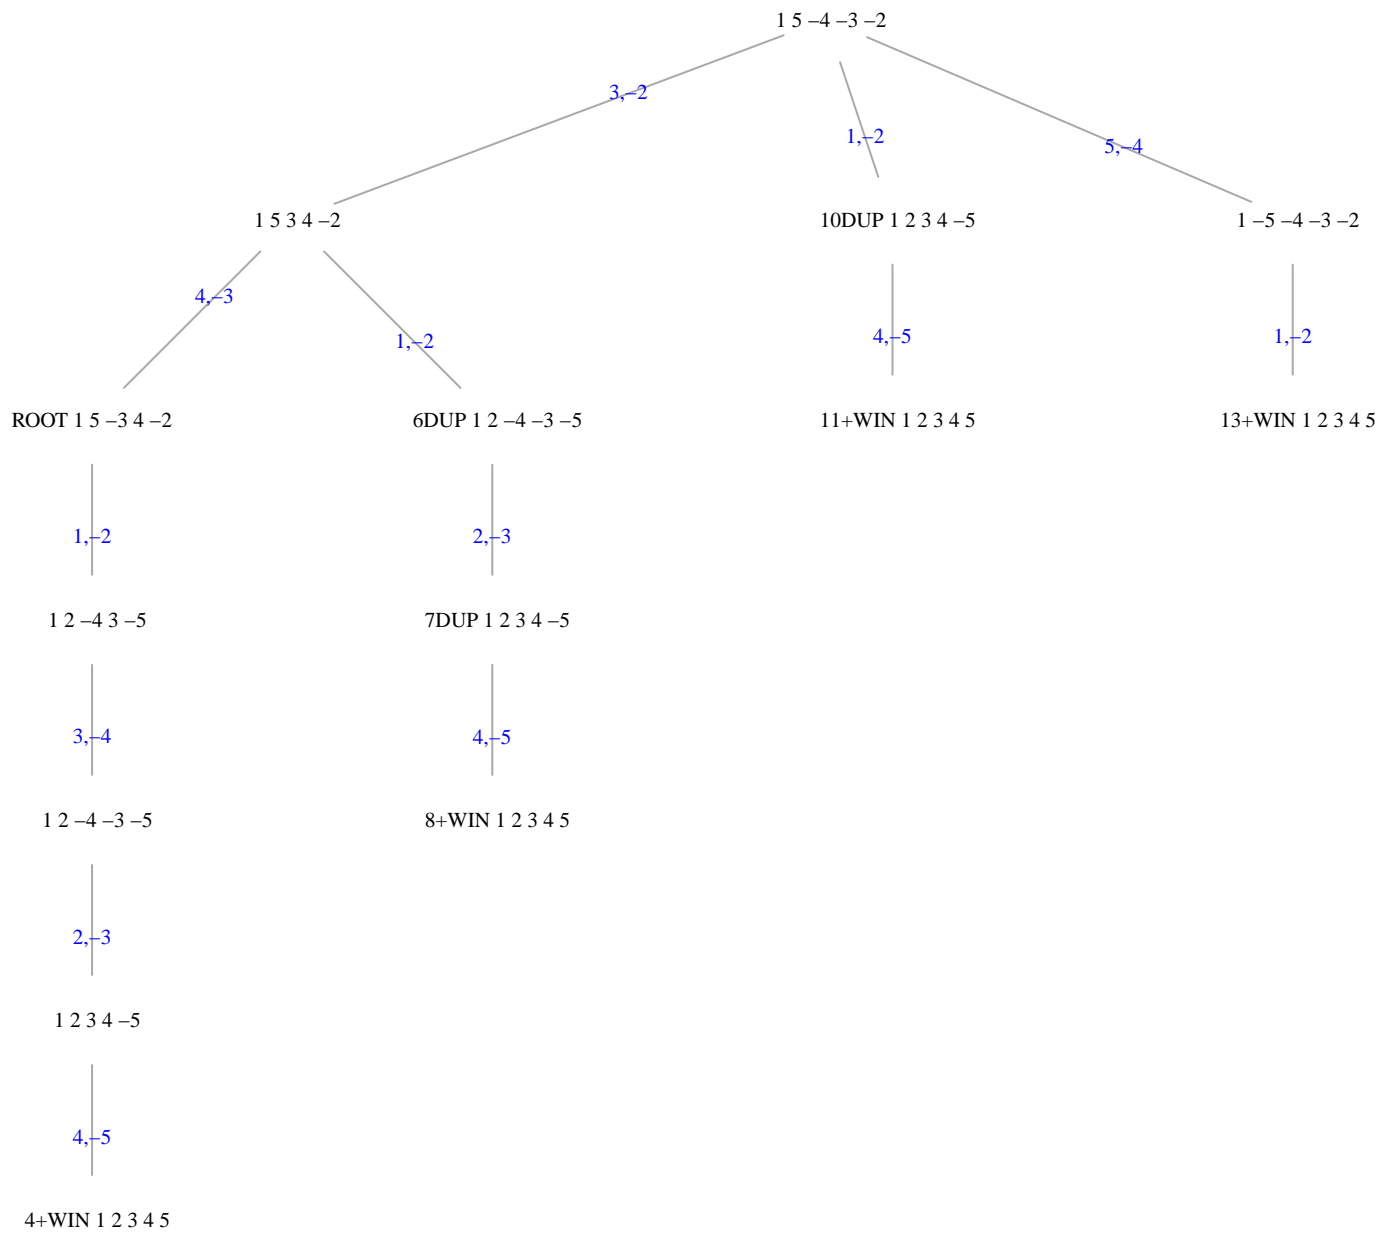 1 5 –4 –3 –2
3,–2
1,–2
5,–4
1 5 3 4 –2
10DUP 1 2 3 4 –5
1 –5 –4 –3 –2
4,–3
1,–2
4,–5
1,–2
ROOT 1 5 –3 4 –2
6DUP 1 2 –4 –3 –5
11+WIN 1 2 3 4 5
13+WIN 1 2 3 4 5
1,–2
2,–3
1 2 –4 3 –5
7DUP 1 2 3 4 –5
3,–4
4,–5
1 2 –4 –3 –5
8+WIN 1 2 3 4 5
2,–3
1 2 3 4 –5
4,–5
4+WIN 1 2 3 4 5